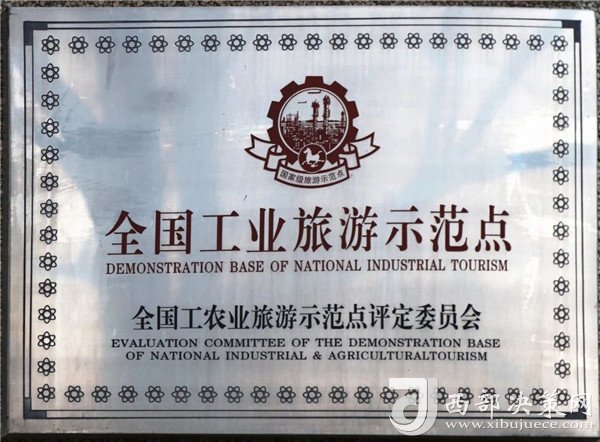 国家级旅游示范点
全国工业旅游示范点
DEMONSTRATION BASE OF NATIONAL INDUSTRIAL TOURISM
全国工农业旅游示范点评定委员会
EVALUATION COMMITTEE OF THE DEMONSTRATION BASE
OF NATIONAL INDUSTRIAL & AGRICULTURALTOURISM
西部决策网
www.xibujuece.com